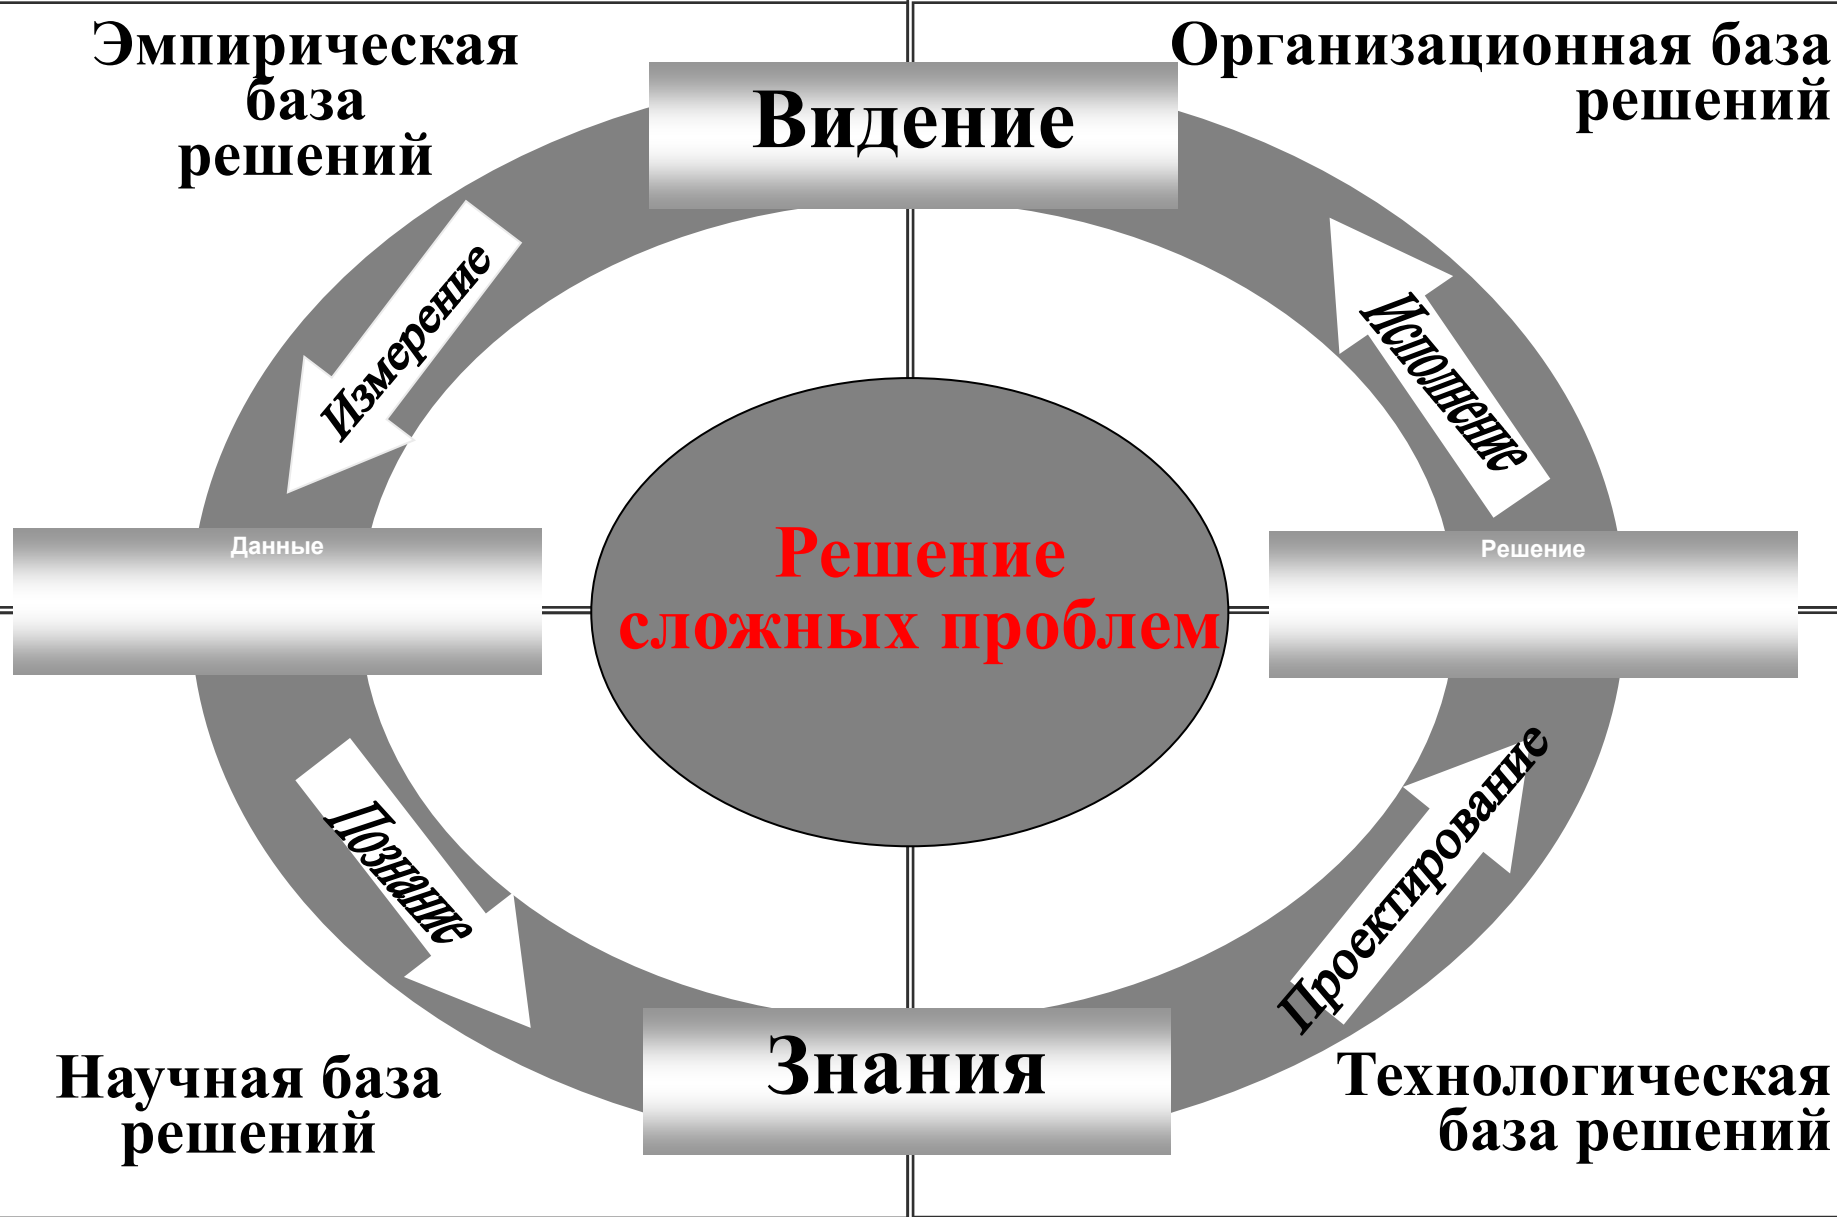 Эмпирическая
база
решений
Организационная база
решений
Видение
Измерение
Исполнение
Данные
Решение
сложных проблем
Решение
Познание
Проектирование
Знания
Научная база
решений
Технологическая
база решений